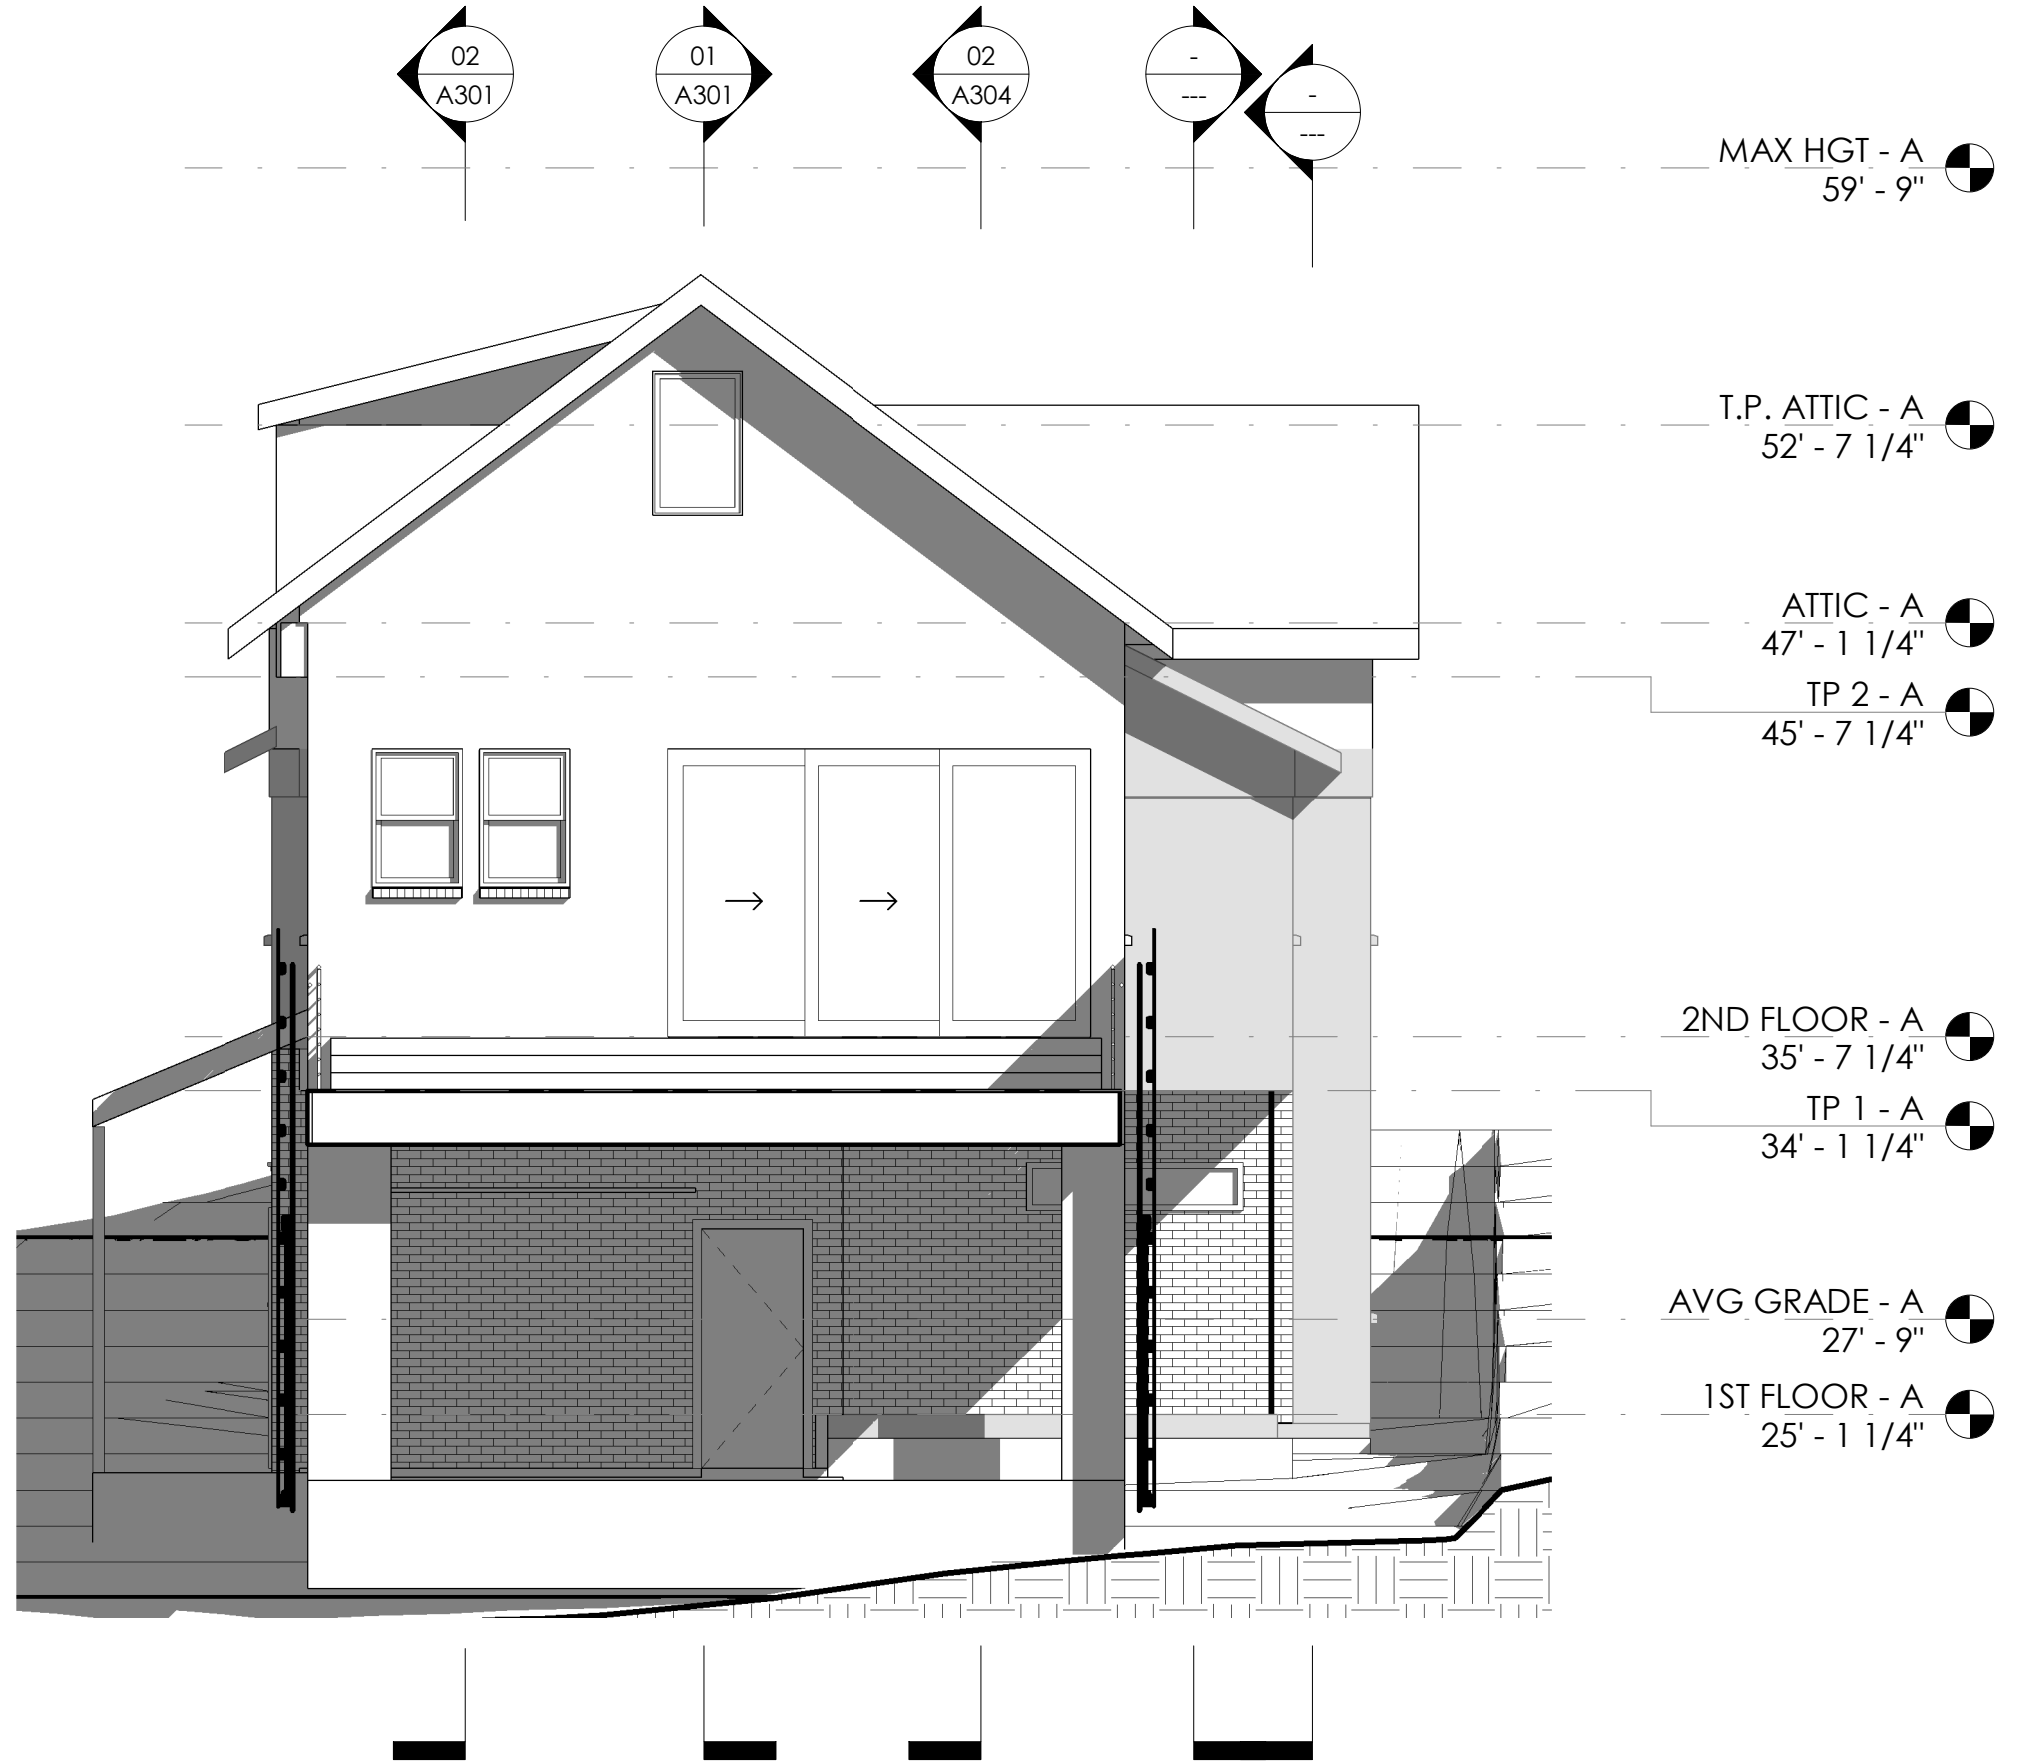 02
A301
01
A301
02
A304
-
---
-
---
MAX HGT - A
59' - 9"
T.P. ATTIC - A
52' - 7 1/4"
ATTIC - A
47' - 1 1/4"
TP 2 - A
45' - 7 1/4"
2ND FLOOR - A
35' - 7 1/4"
TP 1 - A
34' - 1 1/4"
AVG GRADE - A
27' - 9"
1ST FLOOR - A
25' - 1 1/4"